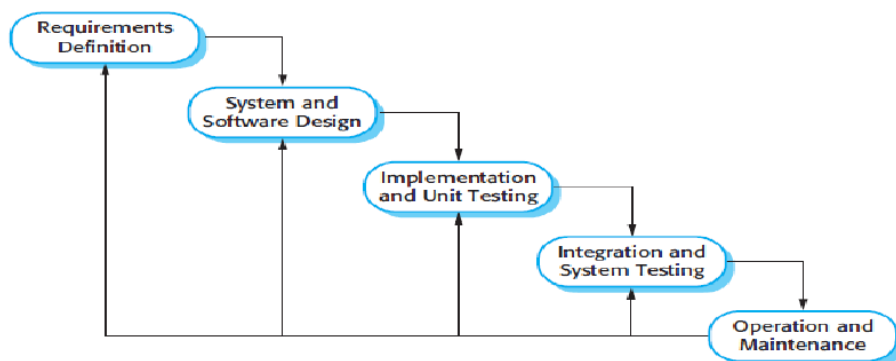 Requirements
Definition
System and
Software Design
Implementation
and Unit Testing
Integration and
System Testing
Operation and
Maintenance